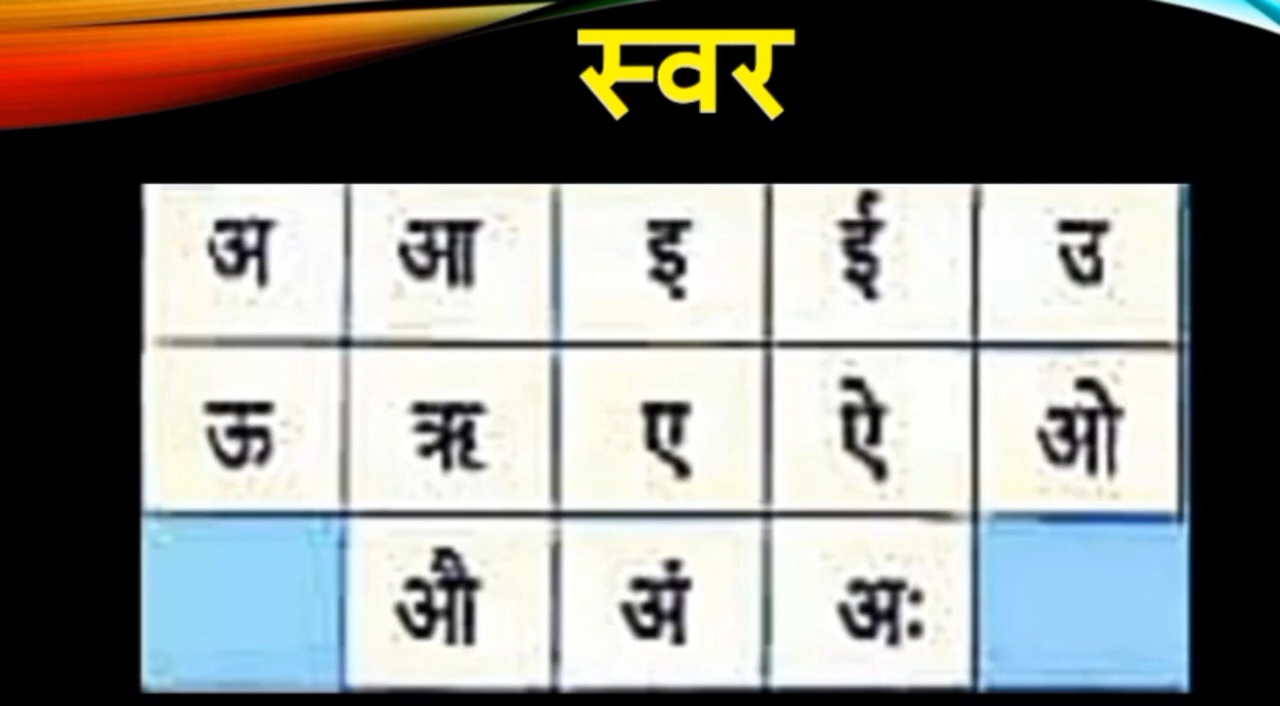 स्वर
अ आ इ ई उ
ऊ ऋ ए ऐ ओ
औ अं अः